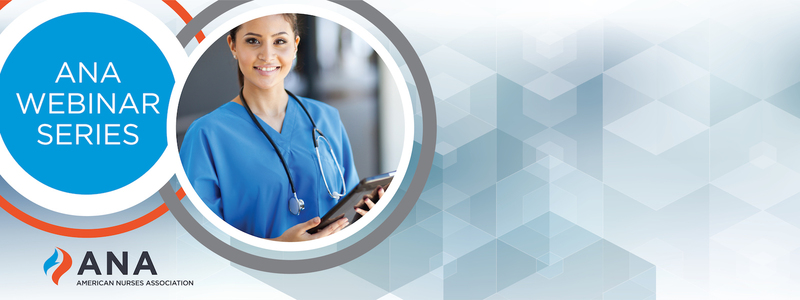 ANA
WEBINAR
SERIES
ANA
AMERICAN NURSES ASSOCIATION